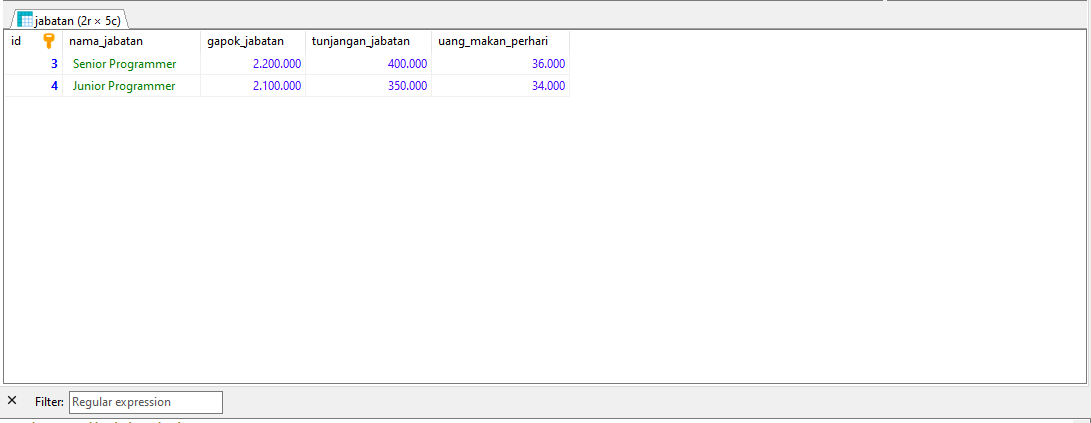 jabatan (2r × 5c)
id nama_jabatan gapok_jabatan tunjangan_jabatan uang_makan_perhari
3 Senior Programmer 2.200.000 400.000 36.000
4 Junior Programmer 2.100.000 350.000 34.000
× Filter: Regular expression